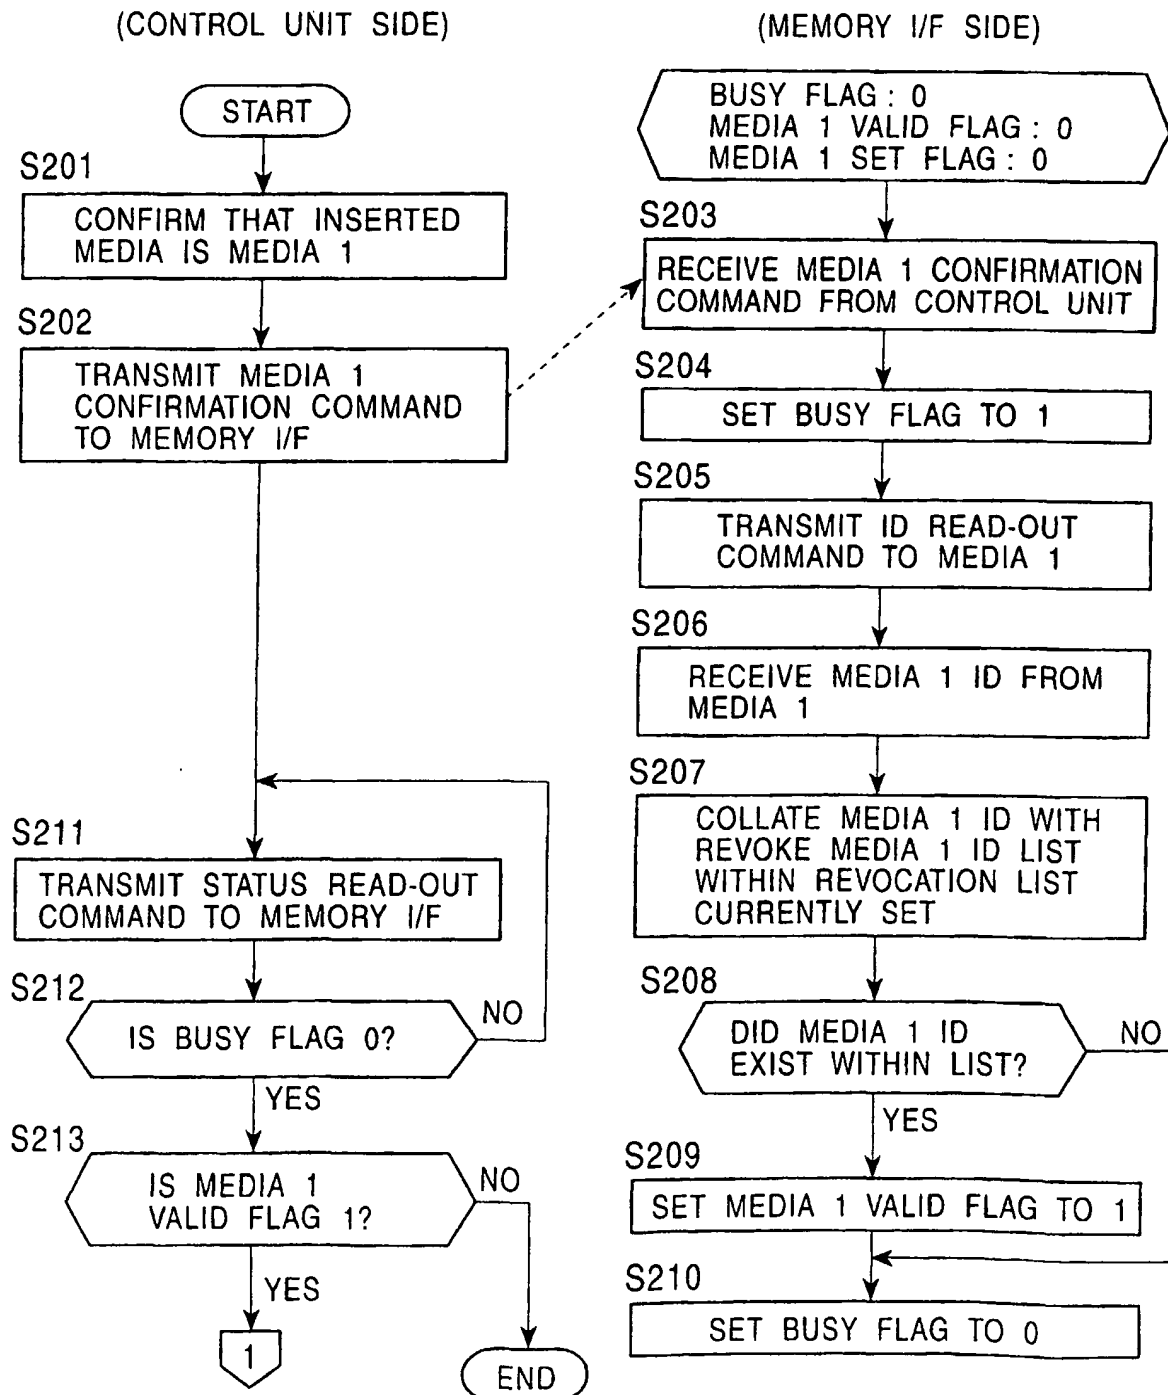 (CONTROL UNIT SIDE)
START
S201
CONFIRM THAT INSERTED
MEDIA IS MEDIA 1
S202
TRANSMIT MEDIA 1
CONFIRMATION COMMAND
TO MEMORY I/F
S211
TRANSMIT STATUS READ-OUT
COMMAND TO MEMORY I/F
S212
IS BUSY FLAG 0?
NO
YES
S213
IS MEDIA 1
VALID FLAG 1?
NO
YES
1
END
(MEMORY I/F SIDE)
BUSY FLAG : 0
MEDIA 1 VALID FLAG : 0
MEDIA 1 SET FLAG : 0
S203
RECEIVE MEDIA 1 CONFIRMATION
COMMAND FROM CONTROL UNIT
S204
SET BUSY FLAG TO 1
S205
TRANSMIT ID READ-OUT
COMMAND TO MEDIA 1
S206
RECEIVE MEDIA 1 ID FROM
MEDIA 1
S207
COLLATE MEDIA 1 ID WITH
REVOKE MEDIA 1 ID LIST
WITHIN REVOCATION LIST
CURRENTLY SET
S208
DID MEDIA 1 ID
EXIST WITHIN LIST?
NO
YES
S209
SET MEDIA 1 VALID FLAG TO 1
S210
SET BUSY FLAG TO 0